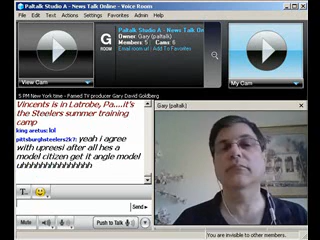 Paltalk Studio A - News Talk Online - Voice Room
File Edit Text Actions Settings Favorites Admin Help
G
ROOM
Paltalk Studio A - News Talk Onli
Owner: Gary (paltalk)
Members: 5 | Cams: 6
Email room url | Add To Favorites
View Cam
My Cam
5 PM New York time - Famed TV producer Gary David Goldberg
Vincents is in Latrobe, Pa....it's
the Steelers summer training
camp
king aretus: lol
pittsburghsteelers2k7: yeah i agree
with upreesi after all hes a
model citizen get it angle model
uhhhhhhhhhhhhhh
Gary (paltalk)
T
Send
Mute
Push to Talk
You are invisible to other members.